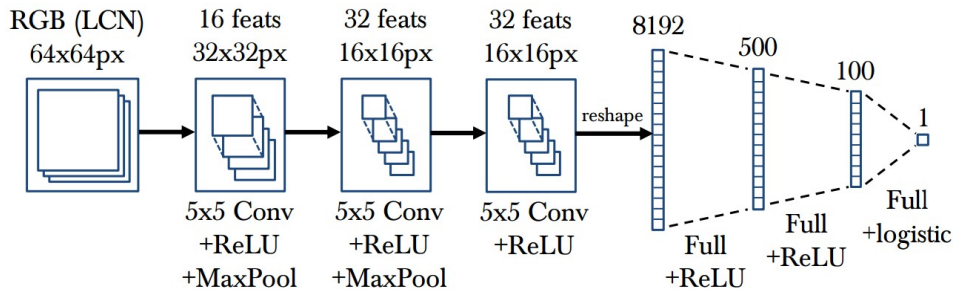 RGB (LCN)
64x64px
16 feats
32x32px
32 feats
16x16px
32 feats
16x16px
8192
500
100
1
reshape
5x5 Conv
+ReLU
+MaxPool
5x5 Conv
+ReLU
+MaxPool
5x5 Conv
+ReLU
Full
+ReLU
Full
+ReLU
Full
+logistic